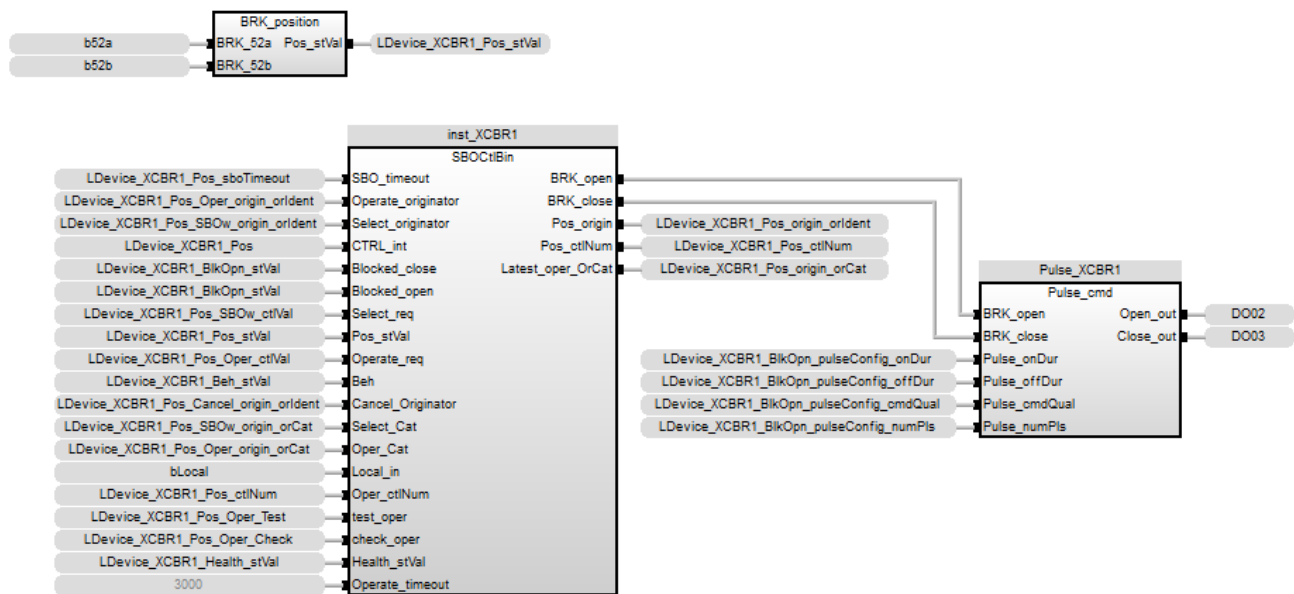 BRK_position
b52a BRK_52a Pos_stVal LDevice_XCBR1_Pos_stVal
b52b BRK_52b
inst_XCBR1
SBOCtlBin
LDevice_XCBR1_Pos_sboTimeout SBO_timeout BRK_open
LDevice_XCBR1_Pos_Oper_origin_orIdent Operate_originator BRK_close
LDevice_XCBR1_Pos_SBOw_origin_orIdent Select_originator Pos_origin LDevice_XCBR1_Pos_origin_orIdent
LDevice_XCBR1_Pos CTRL_int Pos_ctlNum LDevice_XCBR1_Pos_ctlNum
LDevice_XCBR1_BlkOpn_stVal Blocked_close Latest_oper_OrCat LDevice_XCBR1_Pos_origin_orCat
LDevice_XCBR1_BlkOpn_stVal Blocked_open
LDevice_XCBR1_Pos_SBOw_ctlVal Select_req
LDevice_XCBR1_Pos_stVal Pos_stVal
LDevice_XCBR1_Pos_Oper_ctlVal Operate_req
LDevice_XCBR1_Beh_stVal Beh
LDevice_XCBR1_Pos_Cancel_origin_orIdent Cancel_Originator
LDevice_XCBR1_Pos_SBOw_origin_orCat Select_Cat
LDevice_XCBR1_Pos_Oper_origin_orCat Oper_Cat
bLocal Local_in
LDevice_XCBR1_Pos_ctlNum Oper_ctlNum
LDevice_XCBR1_Pos_Oper_Test test_oper
LDevice_XCBR1_Pos_Oper_Check check_oper
LDevice_XCBR1_Health_stVal Health_stVal
3000 Operate_timeout
Pulse_XCBR1
Pulse_cmd
BRK_open Open_out DO02
BRK_close Close_out DO03
LDevice_XCBR1_BlkOpn_pulseConfig_onDur Pulse_onDur
LDevice_XCBR1_BlkOpn_pulseConfig_offDur Pulse_offDur
LDevice_XCBR1_BlkOpn_pulseConfig_cmdQual Pulse_cmdQual
LDevice_XCBR1_BlkOpn_pulseConfig_numPls Pulse_numPls